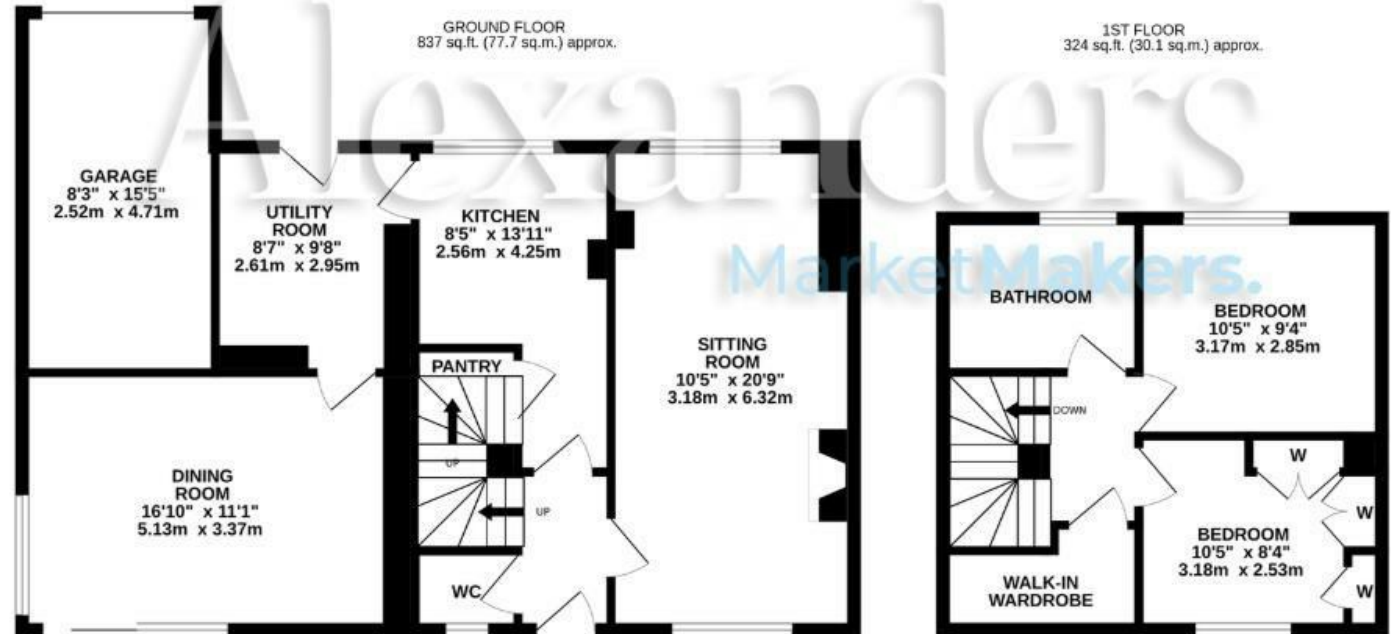 Alexanders
MarketMakers.
GROUND FLOOR
837 sq.ft. (77.7 sq.m.) approx.
GARAGE
8'3" x 15'5"
2.52m x 4.71m
UTILITY
ROOM
8'7" x 9'8"
2.61m x 2.95m
KITCHEN
8'5" x 13'11"
2.56m x 4.25m
SITTING
ROOM
10'5" x 20'9"
3.18m x 6.32m
PANTRY
UP
UP
DINING
ROOM
16'10" x 11'1"
5.13m x 3.37m
WC
1ST FLOOR
324 sq.ft. (30.1 sq.m.) approx.
BATHROOM
BEDROOM
10'5" x 9'4"
3.17m x 2.85m
DOWN
W
W
W
BEDROOM
10'5" x 8'4"
3.18m x 2.53m
WALK-IN
WARDROBE